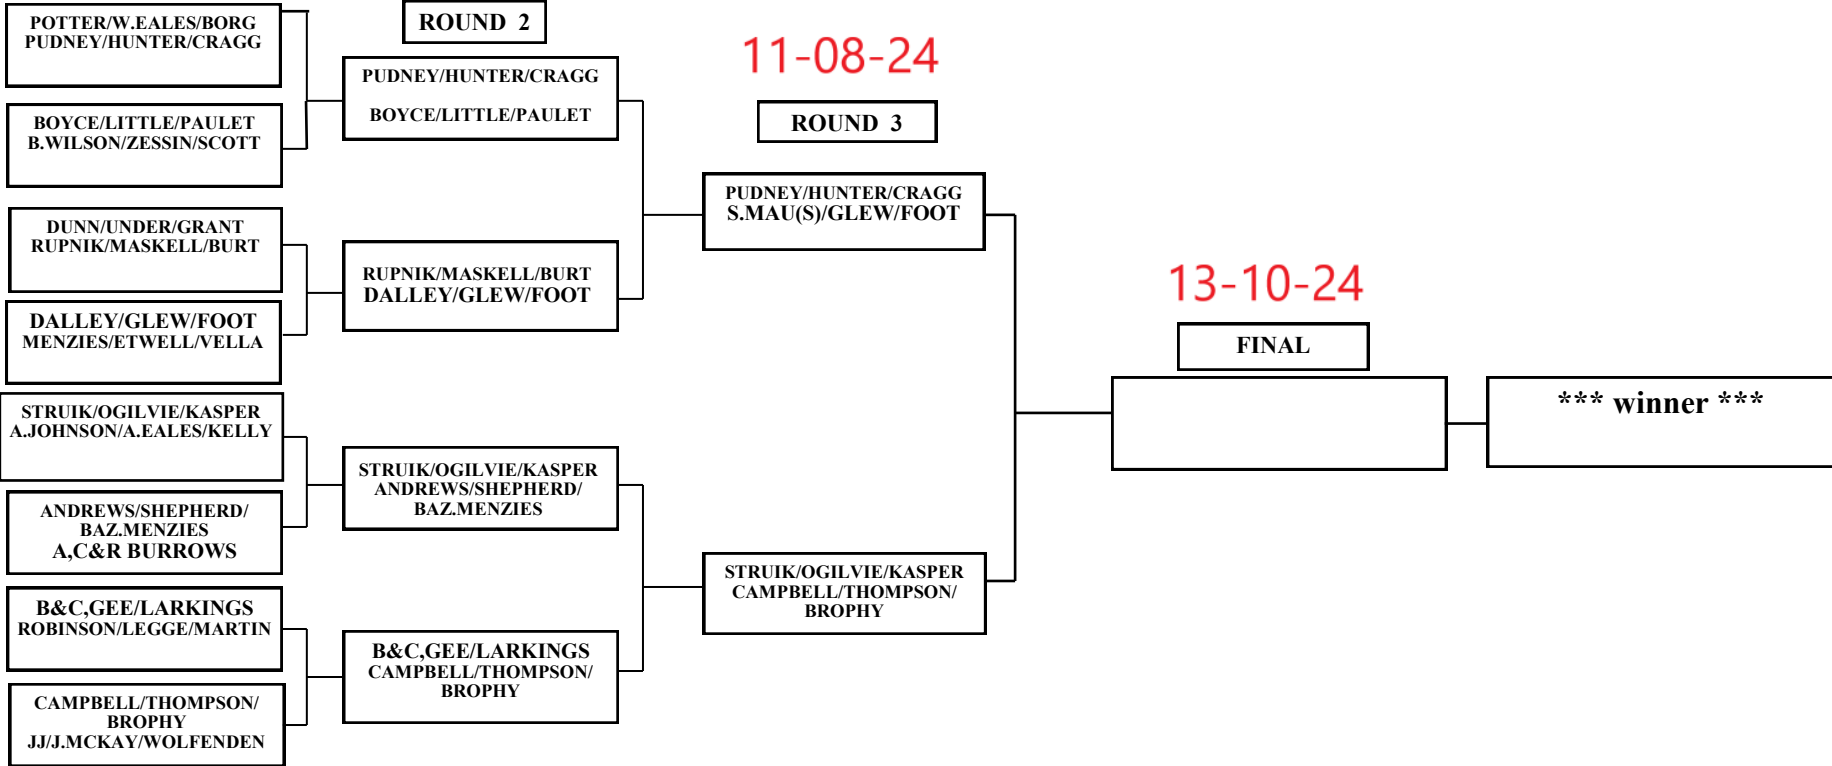 POTTER/W.EALES/BORG
PUDNEY/HUNTER/CRAGG
BOYCE/LITTLE/PAULET
B.WILSON/ZESSIN/SCOTT
DUNN/UNDER/GRANT
RUPNIK/MASKELL/BURT
DALLEY/GLEW/FOOT
MENZIES/ETWELL/VELLA
STRUIK/OGILVIE/KASPER
A.JOHNSON/A.EALES/KELLY
ANDREWS/SHEPHERD/
BAZ.MENZIES
A,C&R BURROWS
B&C,GEE/LARKINGS
ROBINSON/LEGGE/MARTIN
CAMPBELL/THOMPSON/
BROPHY
JJ/J.MCKAY/WOLFENDEN
ROUND 2
PUDNEY/HUNTER/CRAGG
BOYCE/LITTLE/PAULET
RUPNIK/MASKELL/BURT
DALLEY/GLEW/FOOT
STRUIK/OGILVIE/KASPER
ANDREWS/SHEPHERD/
BAZ.MENZIES
B&C,GEE/LARKINGS
CAMPBELL/THOMPSON/
BROPHY
11-08-24
ROUND 3
PUDNEY/HUNTER/CRAGG
S.MAU(S)/GLEW/FOOT
STRUIK/OGILVIE/KASPER
CAMPBELL/THOMPSON/
BROPHY
13-10-24
FINAL
*** winner ***